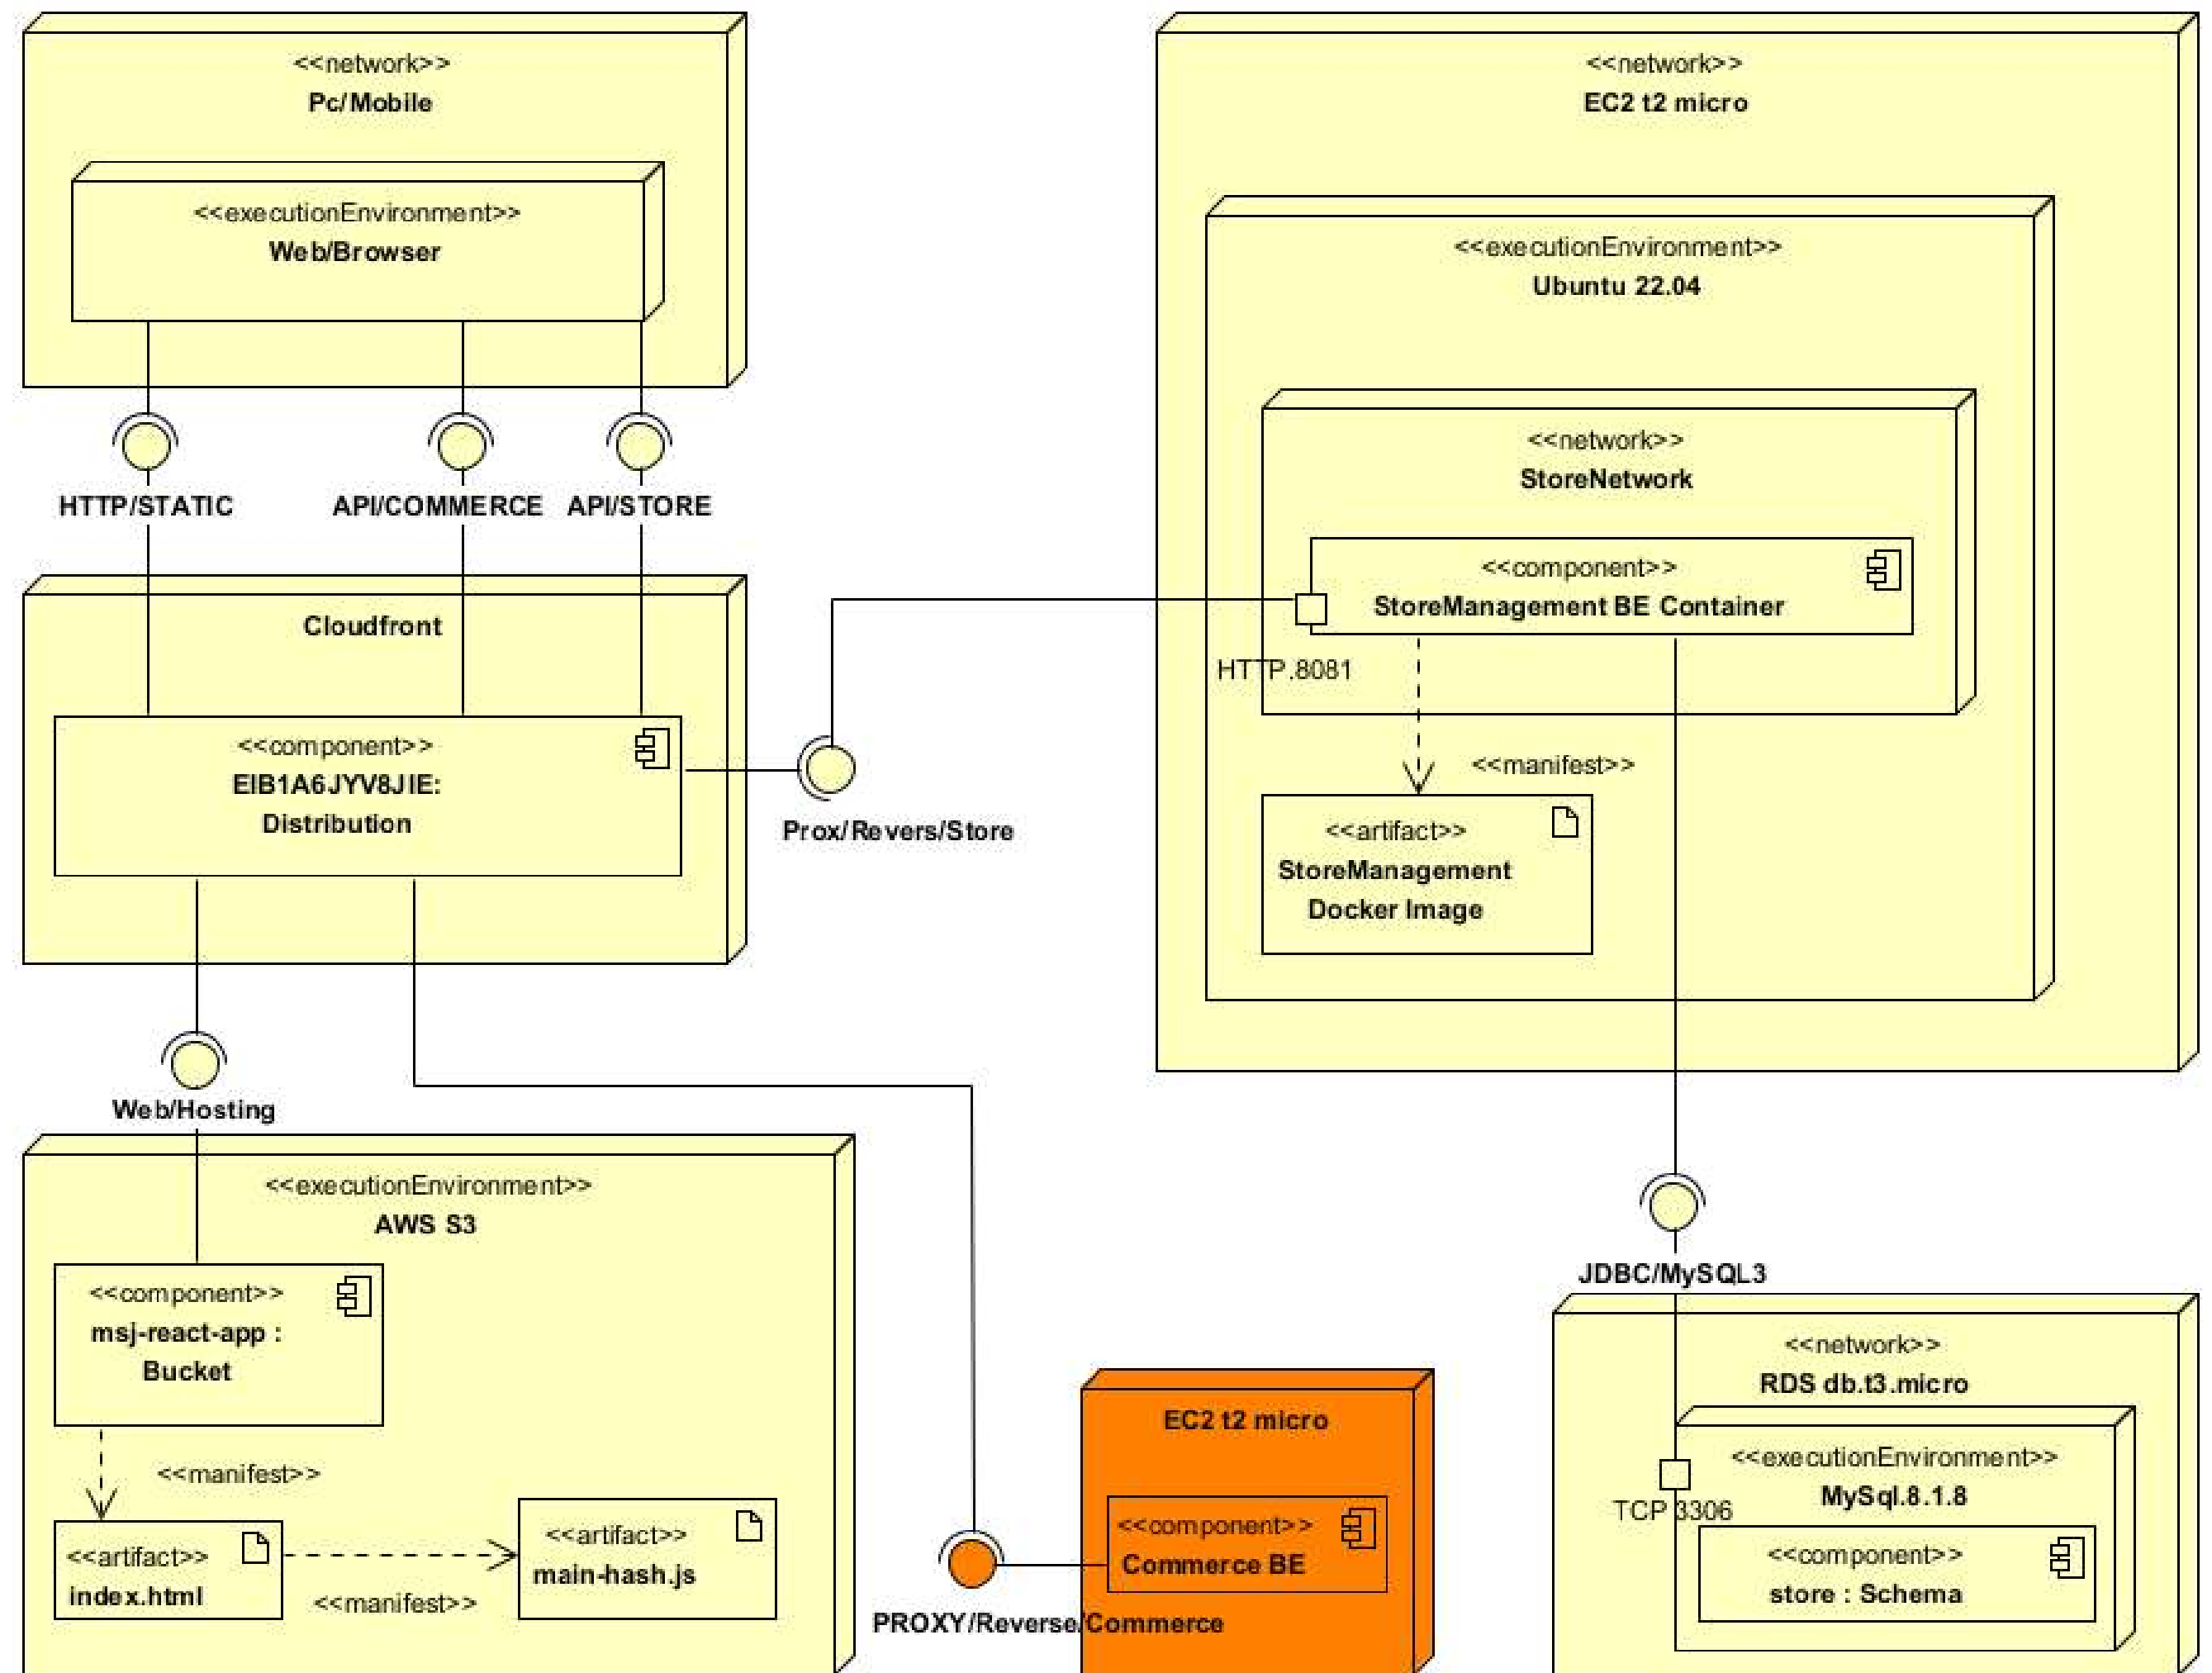 <<network>>
Pc/Mobile
<<executionEnvironment>>
Web/Browser
HTTP/STATIC
API/COMMERCE
API/STORE
Cloudfront
<<component>>
EIB1A6JYV8JIE:
Distribution
Prox/Revers/Store
<<network>>
EC2 t2 micro
<<executionEnvironment>>
Ubuntu 22.04
<<network>>
StoreNetwork
<<component>>
StoreManagement BE Container
HTTP.8081
<<manifest>>
<<artifact>>
StoreManagement
Docker Image
Web/Hosting
<<executionEnvironment>>
AWS S3
<<component>>
msj-react-app :
Bucket
<<manifest>>
<<artifact>>
index.html
<<manifest>>
<<artifact>>
main-hash.js
EC2 t2 micro
<<component>>
Commerce BE
PROXY/Reverse/Commerce
JDBC/MySQL3
<<network>>
RDS db.t3.micro
<<executionEnvironment>>
MySql.8.1.8
TCP 3306
<<component>>
store : Schema